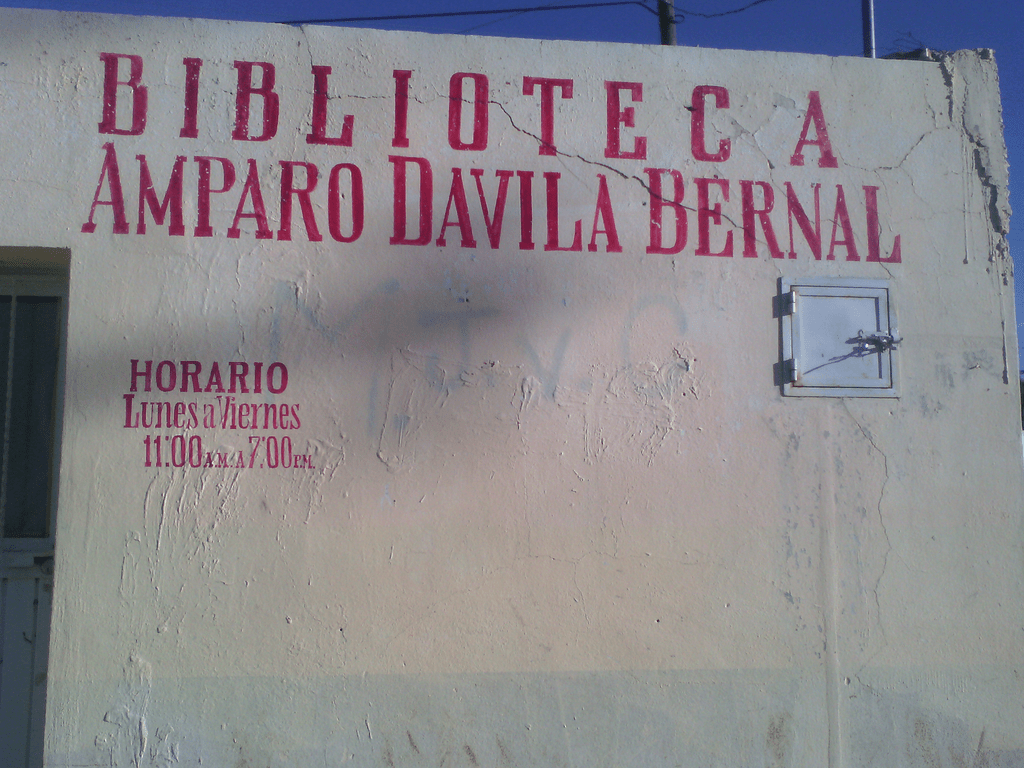 BIBLIOTECA
AMPARO DAVILA BERNAL
HORARIO
LUNES a VIERNES
11:00 A.M. A 7:00 P.M.